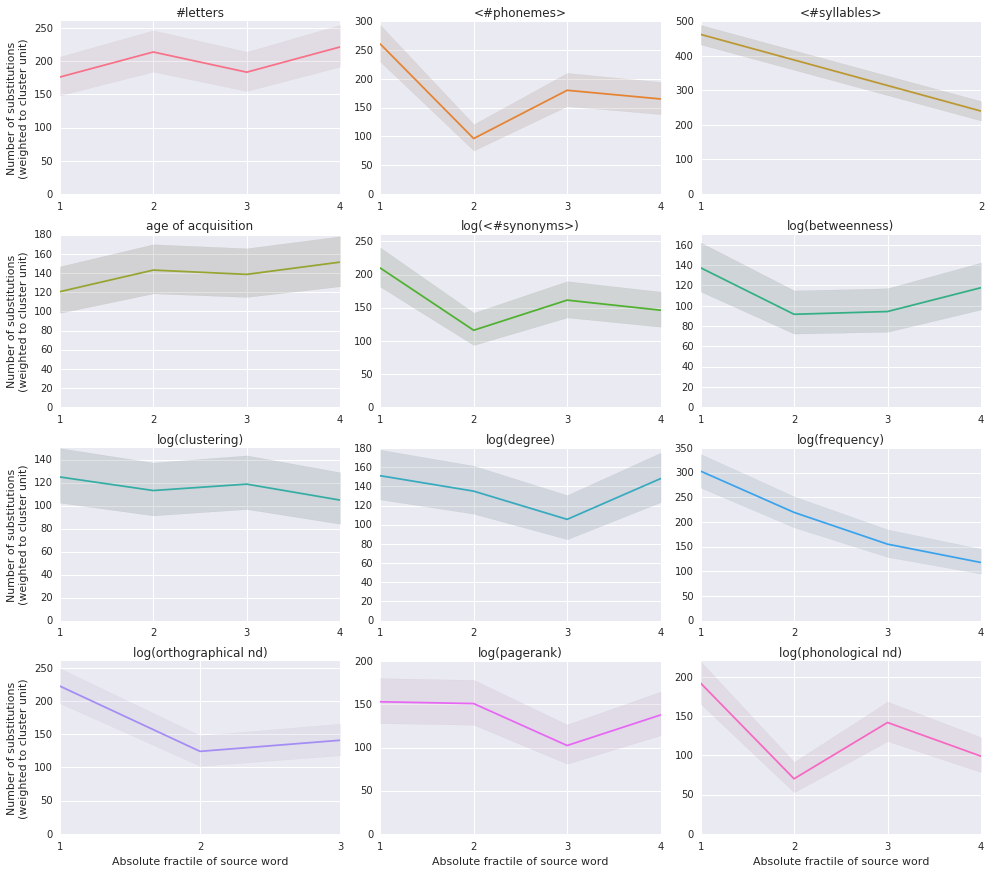 #letters
<#phonemes>
<#syllables>
Number of substitutions
(weighted to cluster unit)
250
200
150
100
50
0
1 2 3 4
300
250
200
150
100
50
0
1 2 3 4
500
400
300
200
100
0
1 2
age of acquisition
log(<#synonyms>)
log(betweenness)
Number of substitutions
(weighted to cluster unit)
180
160
140
120
100
80
60
40
20
0
1 2 3 4
250
200
150
100
50
0
1 2 3 4
160
140
120
100
80
60
40
20
0
1 2 3 4
log(clustering)
log(degree)
log(frequency)
Number of substitutions
(weighted to cluster unit)
140
120
100
80
60
40
20
0
1 2 3 4
180
160
140
120
100
80
60
40
20
0
1 2 3 4
350
300
250
200
150
100
50
0
1 2 3 4
log(orthographical nd)
log(pagerank)
log(phonological nd)
Number of substitutions
(weighted to cluster unit)
250
200
150
100
50
0
1 2 3
Absolute fractile of source word
200
150
100
50
0
1 2 3 4
Absolute fractile of source word
200
150
100
50
0
1 2 3 4
Absolute fractile of source word